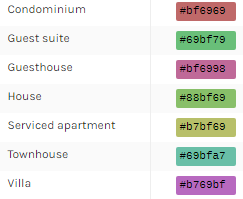 Condominium #bf6969
Guest suite #69bf79
Guesthouse #bf6998
House #88bf69
Serviced apartment #b7bf69
Townhouse #69bfa7
Villa #b769bf